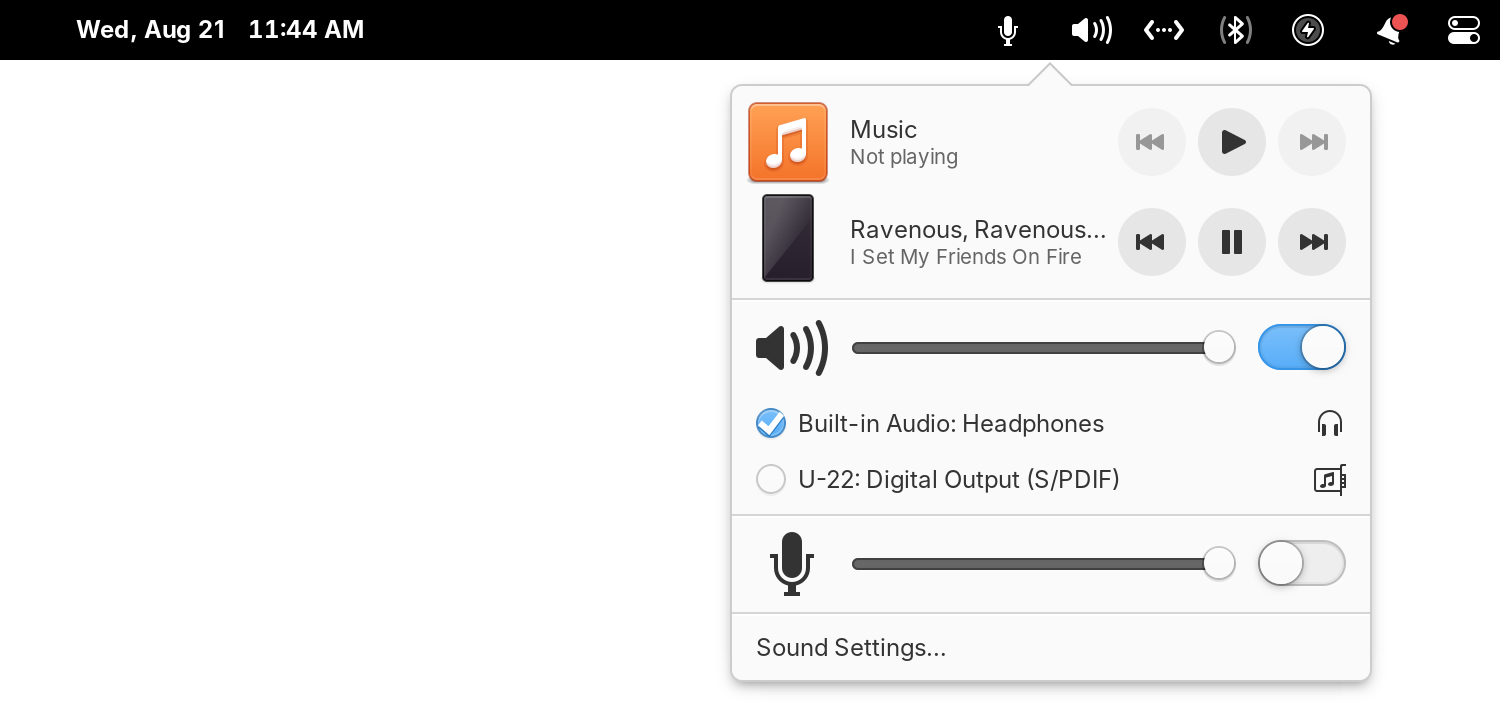 Wed, Aug 21 11:44 AM
Music
Not playing
Ravenous, Ravenous...
I Set My Friends On Fire
Built-in Audio: Headphones
U-22: Digital Output (S/PDIF)
Sound Settings...